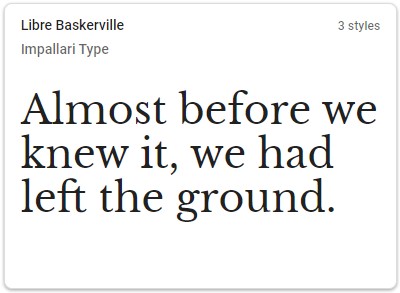 Libre Baskerville 3 styles
Impallari Type
Almost before we
knew it, we had
left the ground.